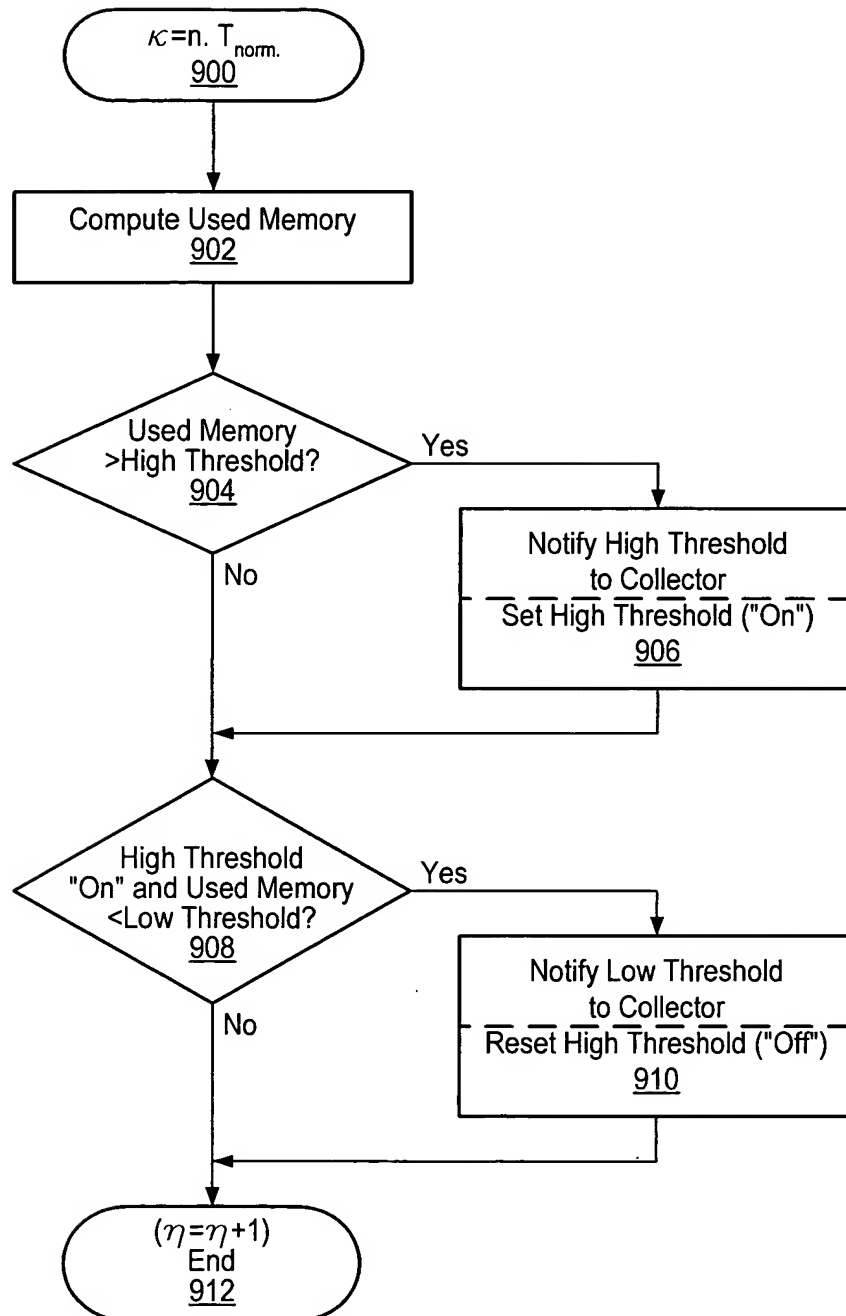 κ=n. Tnorm.
900
Compute Used Memory
902
Used Memory
>High Threshold?
904
Yes
No
Notify High Threshold
to Collector
Set High Threshold ("On")
906
High Threshold
"On" and Used Memory
<Low Threshold?
908
Yes
No
Notify Low Threshold
to Collector
Reset High Threshold ("Off")
910
(η=η+1)
End
912